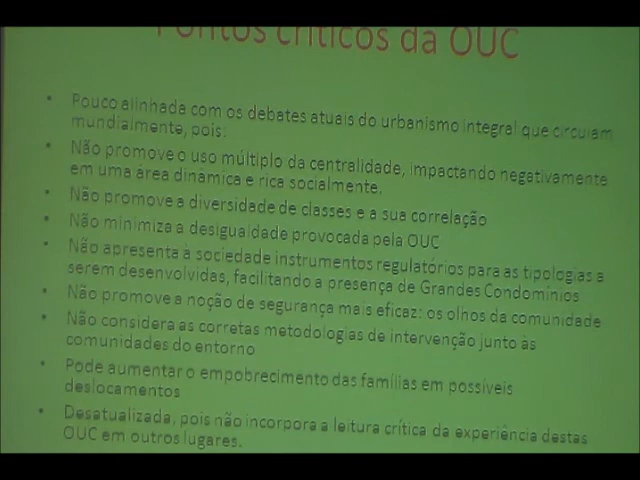 Pontos críticos da OUC
• Pouco alinhada com os debates atuais do urbanismo integral que circulam
mundialmente, pois:
• Não promove o uso múltiplo da centralidade, impactando negativamente
em uma área dinâmica e rica socialmente.
• Não promove a diversidade de classes e a sua correlação
• Não minimiza a desigualdade provocada pela OUC
• Não apresenta à sociedade instrumentos regulatórios para as tipologias a
serem desenvolvidas, facilitando a presença de Grandes Condomínios
• Não promove a noção de segurança mais eficaz: os olhos da comunidade
• Não considera as corretas metodologias de intervenção junto às
comunidades do entorno
• Pode aumentar o empobrecimento das famílias em possíveis
deslocamentos
• Desatualizada, pois não incorpora a leitura crítica da experiência destas
OUC em outros lugares.